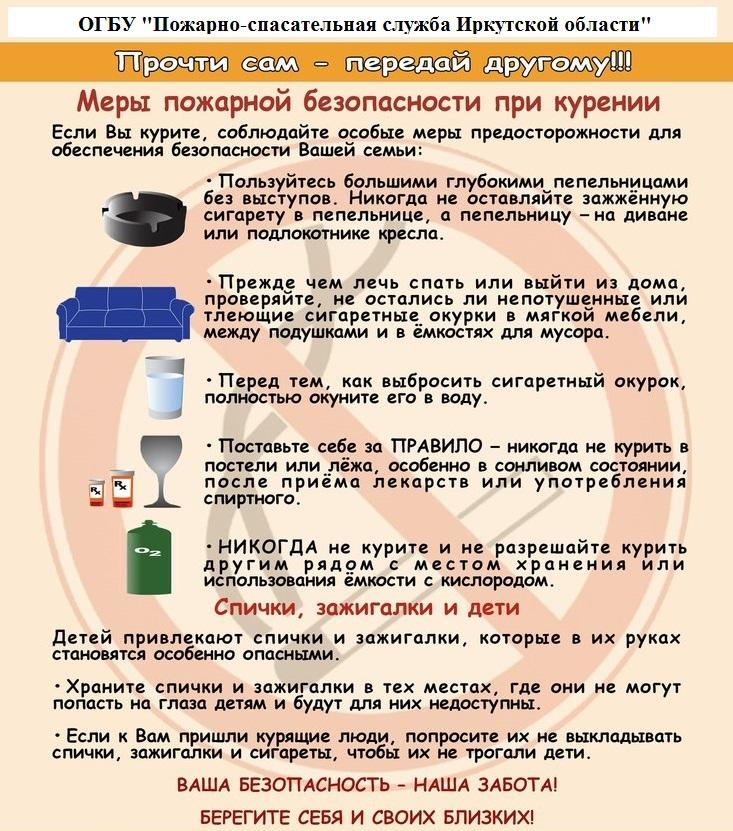 ОГБУ "Пожарно-спасательная служба Иркутской области"
Прочти сам - передай другому!!!
Меры пожарной безопасности при курении
Если Вы курите, соблюдайте особые меры предосторожности для
обеспечения безопасности Вашей семьи:
• Пользуйтесь большими глубокими пепельницами
без выступов. Никогда не оставляйте зажжённую
сигарету в пепельнице, а пепельницу – на диване
или подлокотнике кресла.
• Прежде чем лечь спать или выйти из дома,
проверяйте, не остались ли непотушенные или
тлеющие сигаретные окурки в мягкой мебели,
между подушками и в ёмкостях для мусора.
• Перед тем, как выбросить сигаретный окурок,
полностью окуните его в воду.
• Поставьте себе за ПРАВИЛО – никогда не курить в
постели или лёжа, особенно в сонливом состоянии,
после приёма лекарств или употребления
спиртного.
Rx
Rx
O2
• НИКОГДА не курите и не разрешайте курить
другим рядом с местом хранения или
использования ёмкости с кислородом.
Спички, зажигалки и дети
Детей привлекают спички и зажигалки, которые в их руках
становятся особенно опасными.
• Храните спички и зажигалки в тех местах, где они не могут
попасть на глаза детям и будут для них недоступны.
• Если к Вам пришли курящие люди, попросите их не выкладывать
спички, зажигалки и сигареты, чтобы их не трогали дети.
ВАША БЕЗОПАСНОСТЬ - НАША ЗАБОТА!
БЕРЕГИТЕ СЕБЯ И СВОИХ БЛИЗКИХ!